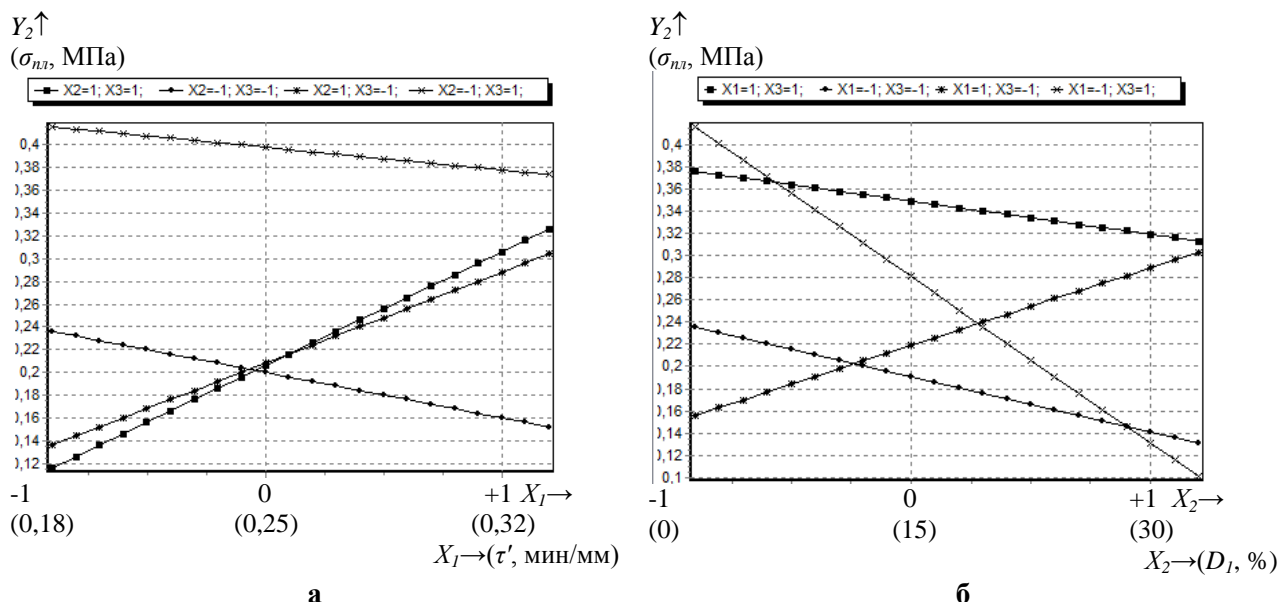 Y₂↑
(σпл, МПа)
X2=1; X3=1; X2=-1; X3=-1; X2=1; X3=-1; X2=-1; X3=1;
0,4
0,38
0,36
0,34
0,32
0,3
0,28
0,26
0,24
0,22
0,2
0,18
0,16
0,14
0,12
-1 0 +1 X₁→
(0,18) (0,25) (0,32)
X₁→(τ′, мин/мм)
а
Y₂↑
(σпл, МПа)
X1=1; X3=1; X1=-1; X3=-1; X1=1; X3=-1; X1=-1; X3=1;
0,4
0,38
0,36
0,34
0,32
0,3
0,28
0,26
0,24
0,22
0,2
0,18
0,16
0,14
0,12
0,1
-1 0 +1 X₂→
(0) (15) (30)
X₂→(D₁, %)
б